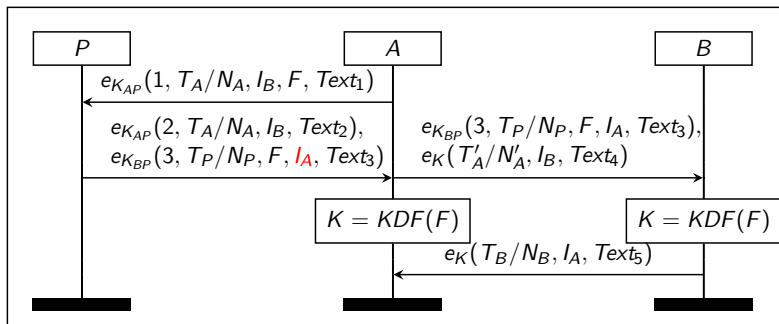 P A B
e_{K_{AP}}(1, T_A/N_A, I_B, F, Text_1)
e_{K_{AP}}(2, T_A/N_A, I_B, Text_2),
e_{K_{BP}}(3, T_P/N_P, F, I_A, Text_3)
e_{K_{BP}}(3, T_P/N_P, F, I_A, Text_3),
e_K(T'_A/N'_A, I_B, Text_4)
K = KDF(F) K = KDF(F)
e_K(T_B/N_B, I_A, Text_5)